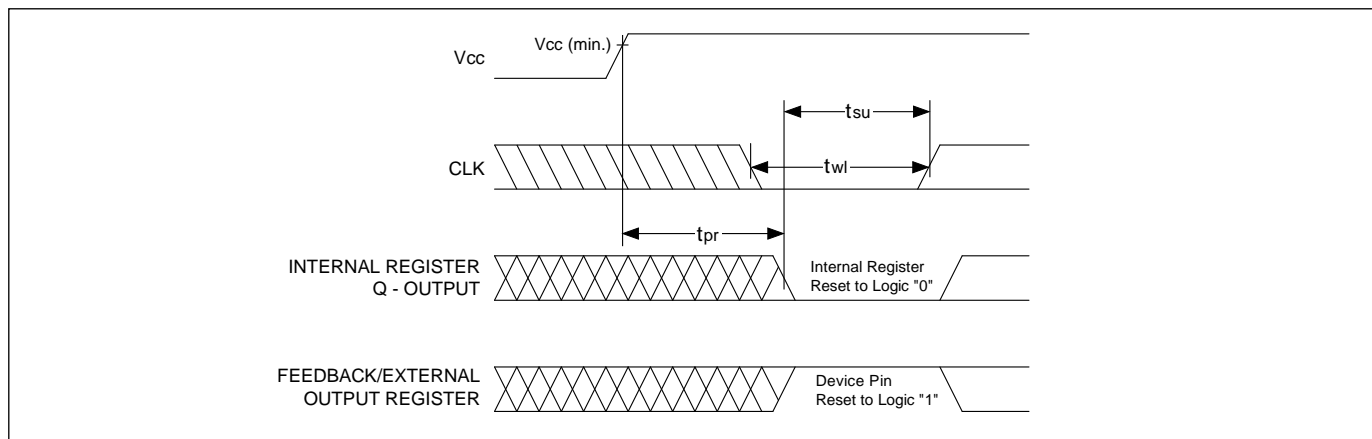 Vcc
Vcc (min.)
tsu
CLK
twl
tpr
INTERNAL REGISTER
Q - OUTPUT
Internal Register
Reset to Logic "0"
FEEDBACK/EXTERNAL
OUTPUT REGISTER
Device Pin
Reset to Logic "1"